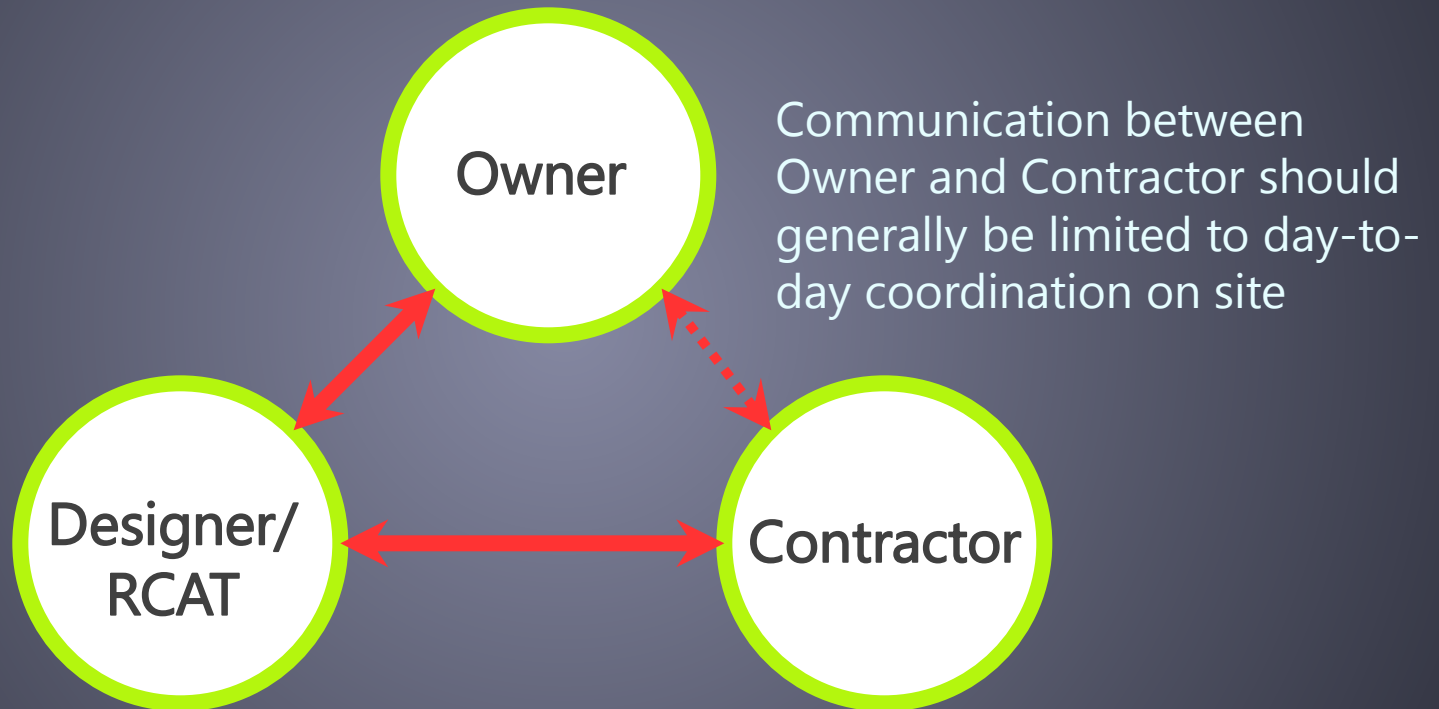 Owner
Communication between
Owner and Contractor should
generally be limited to day-to-
day coordination on site
Designer/
RCAT
Contractor